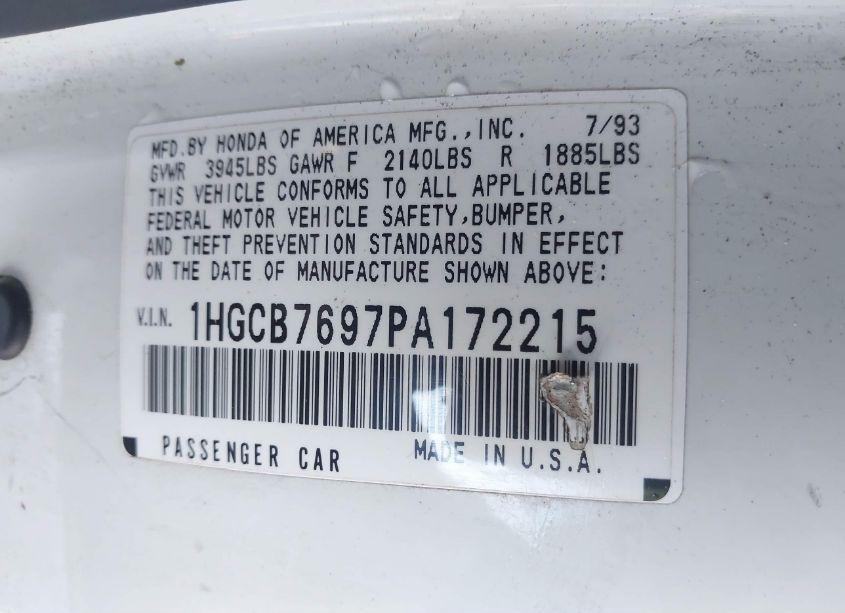 MFD.BY HONDA OF AMERICA MFG.,INC. 7/93
GVWR 3945LBS GAWR F 2140LBS R 1885LBS
THIS VEHICLE CONFORMS TO ALL APPLICABLE
FEDERAL MOTOR VEHICLE SAFETY,BUMPER,
AND THEFT PREVENTION STANDARDS IN EFFECT
ON THE DATE OF MANUFACTURE SHOWN ABOVE:
V.I.N. 1HGCB7697PA172215
PASSENGER CAR MADE IN U.S.A.